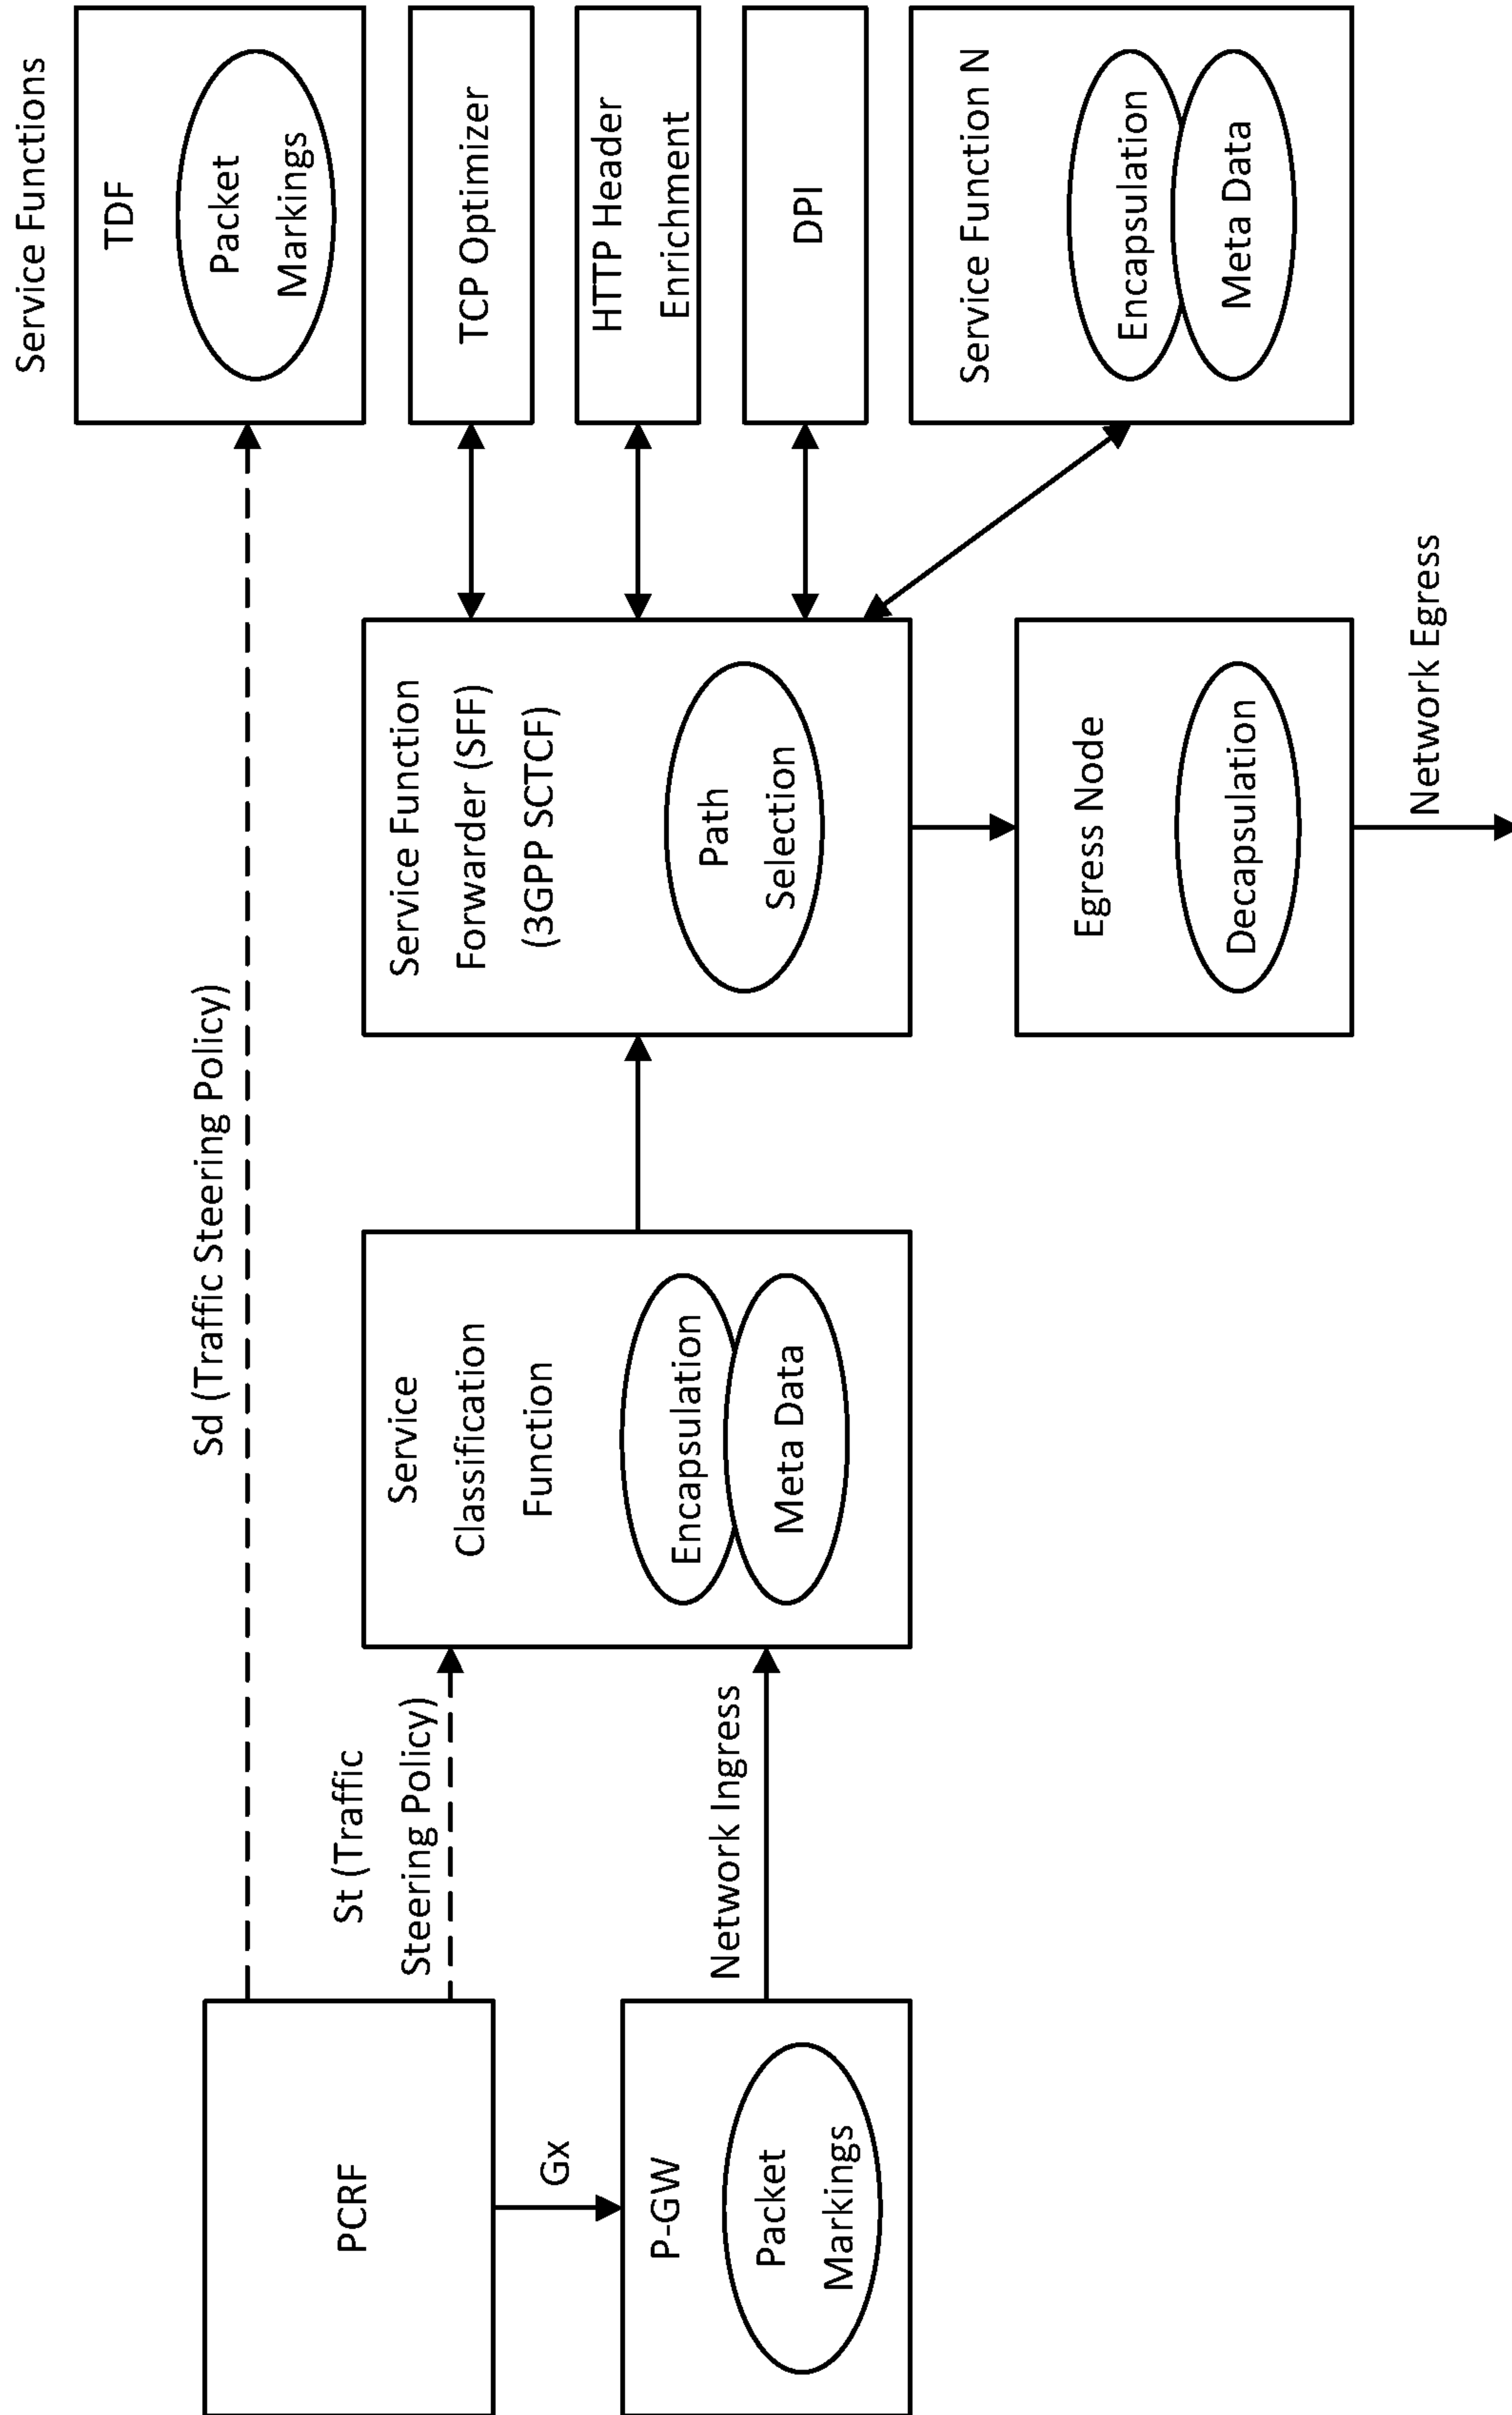 Service Functions
TDF
Packet
Markings
Sd (Traffic Steering Policy)
PCRF
St (Traffic
Steering Policy)
Gx
P-GW
Packet
Markings
Network Ingress
Service
Classification
Function
Encapsulation
Meta Data
Service Function
Forwarder (SFF)
(3GPP SCTCF)
Path
Selection
TCP Optimizer
HTTP Header
Enrichment
DPI
Service Function N
Encapsulation
Meta Data
Egress Node
Decapsulation
Network Egress